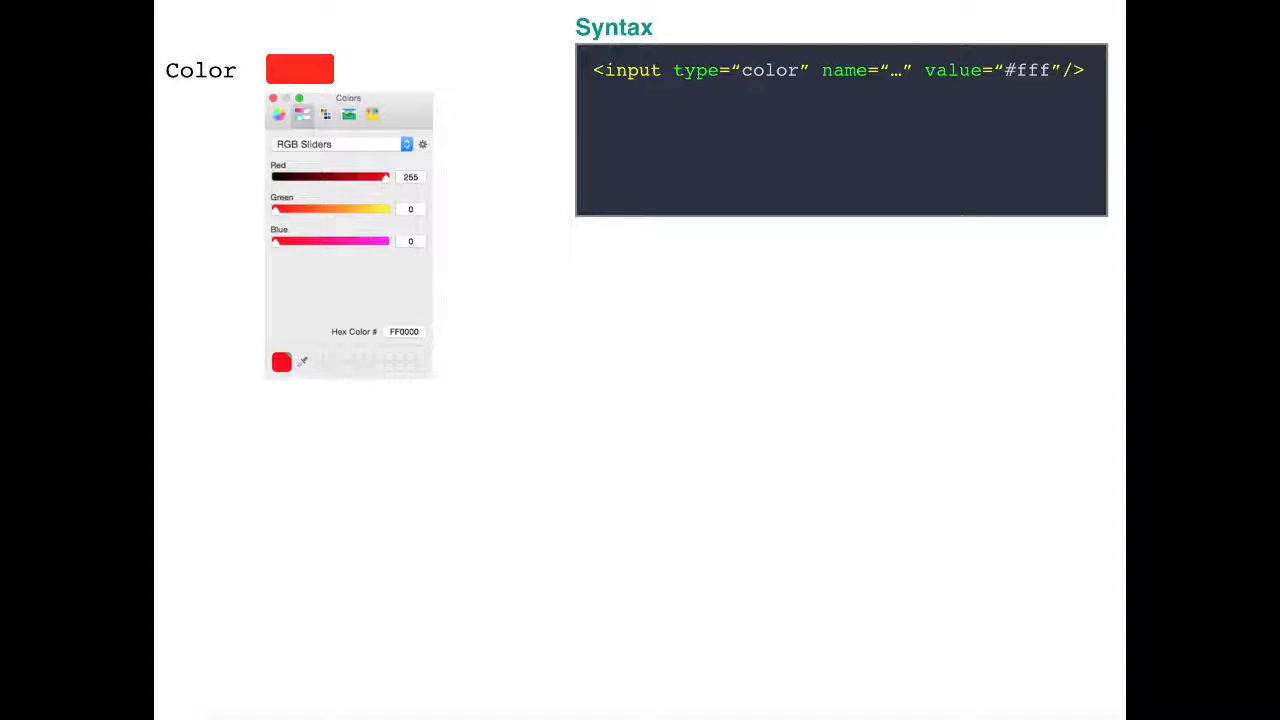 Syntax
Color
<input type=“color” name=“…” value=“#fff”/>
Colors
RGB Sliders
Red
255
Green
0
Blue
0
Hex Color # FF0000